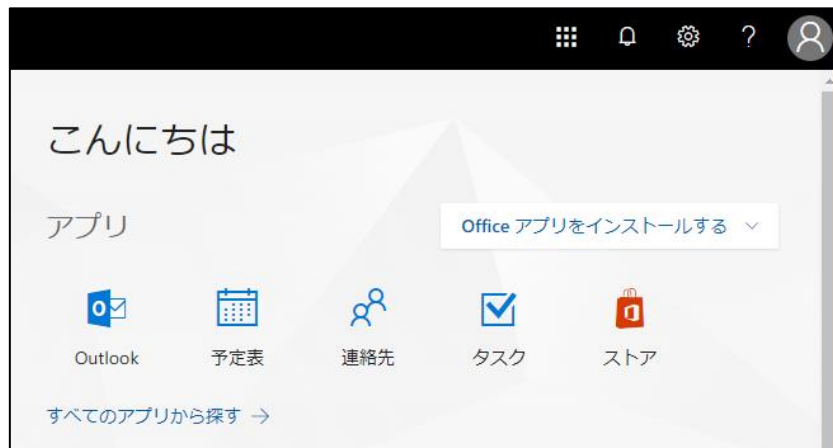 ?
こんにちは
アプリ
Office アプリをインストールする
Outlook 予定表 連絡先 タスク ストア
すべてのアプリから探す →